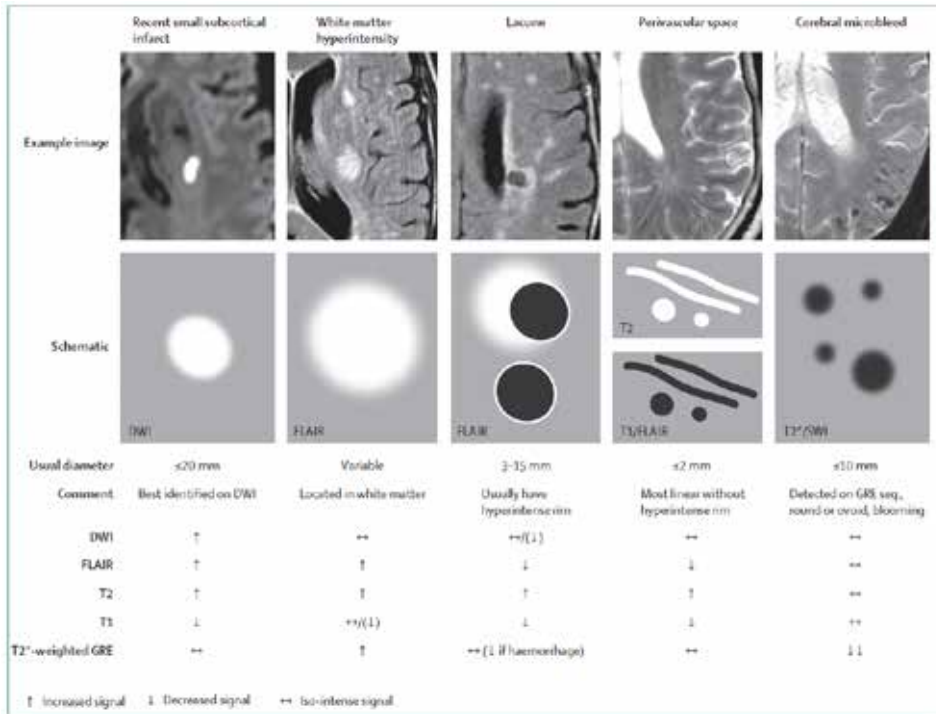 Recent small subcortical infarct
White matter hyperintensity
Lacune
Perivascular space
Cerebral microbleed
Example image
Schematic
DWI
FLAIR
FLAIR
T2
T1/FLAIR
T2*/SWI
Usual diameter ≤20 mm Variable 3–15 mm ≤2 mm ≤10 mm
Comment Best identified on DWI Located in white matter Usually have hyperintense rim Most linear without hyperintense rim Detected on GRE seq., round or ovoid, blooming
DWI ↑ ↔ ↔/(↓) ↔ ↔
FLAIR ↑ ↑ ↓ ↓ ↔
T2 ↑ ↑ ↑ ↑ ↔
T1 ↓ ↔/(↓) ↓ ↓ ↔
T2*-weighted GRE ↔ ↑ ↔ (↓ if haemorrhage) ↔ ↓↓
↑ Increased signal ↓ Decreased signal ↔ Iso-intense signal